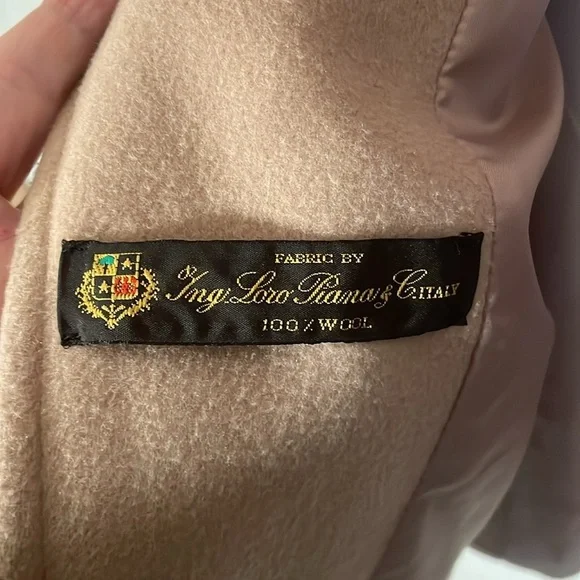 FABRIC BY
Ing. Loro Piana & C. ITALY
100% WOOL